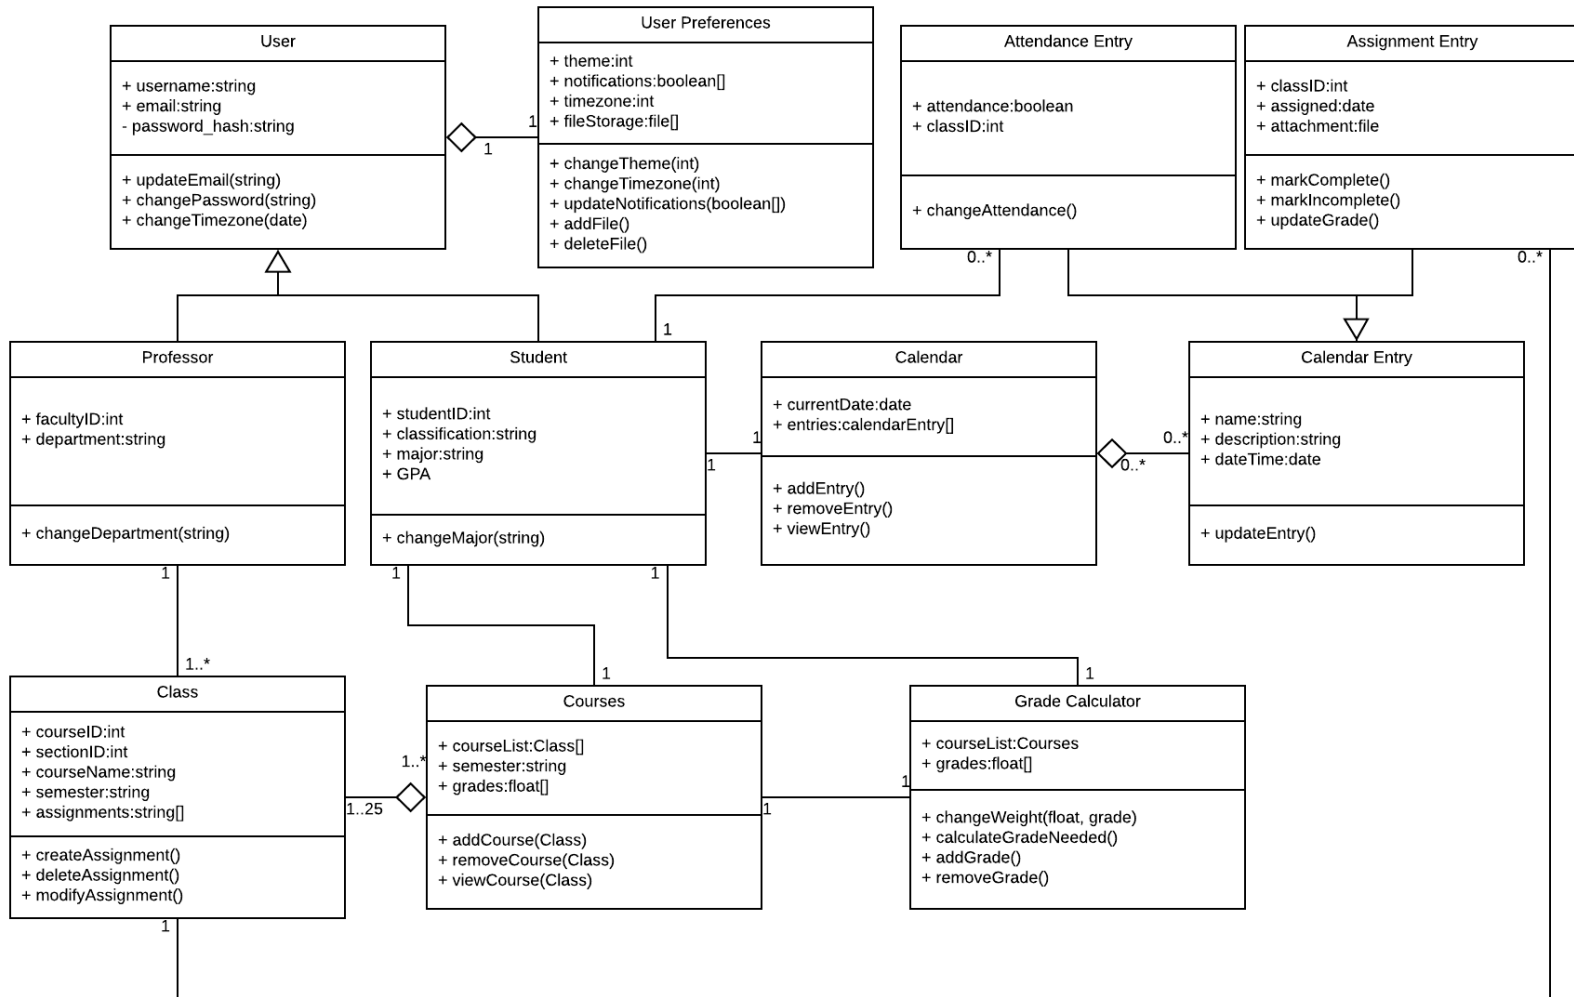 User
+ username:string
+ email:string
- password_hash:string
+ updateEmail(string)
+ changePassword(string)
+ changeTimezone(date)
1
1
User Preferences
+ theme:int
+ notifications:boolean[]
+ timezone:int
+ fileStorage:file[]
+ changeTheme(int)
+ changeTimezone(int)
+ updateNotifications(boolean[])
+ addFile()
+ deleteFile()
Attendance Entry
+ attendance:boolean
+ classID:int
+ changeAttendance()
0..*
1
Assignment Entry
+ classID:int
+ assigned:date
+ attachment:file
+ markComplete()
+ markIncomplete()
+ updateGrade()
0..*
Professor
+ facultyID:int
+ department:string
+ changeDepartment(string)
1
1..*
Student
+ studentID:int
+ classification:string
+ major:string
+ GPA
+ changeMajor(string)
1
1
1
1
Calendar
+ currentDate:date
+ entries:calendarEntry[]
+ addEntry()
+ removeEntry()
+ viewEntry()
0..*
0..*
Calendar Entry
+ name:string
+ description:string
+ dateTime:date
+ updateEntry()
Class
+ courseID:int
+ sectionID:int
+ courseName:string
+ semester:string
+ assignments:string[]
+ createAssignment()
+ deleteAssignment()
+ modifyAssignment()
1
1..*
1..25
1
Courses
+ courseList:Class[]
+ semester:string
+ grades:float[]
+ addCourse(Class)
+ removeCourse(Class)
+ viewCourse(Class)
1
1
1
Grade Calculator
+ courseList:Courses
+ grades:float[]
+ changeWeight(float, grade)
+ calculateGradeNeeded()
+ addGrade()
+ removeGrade()